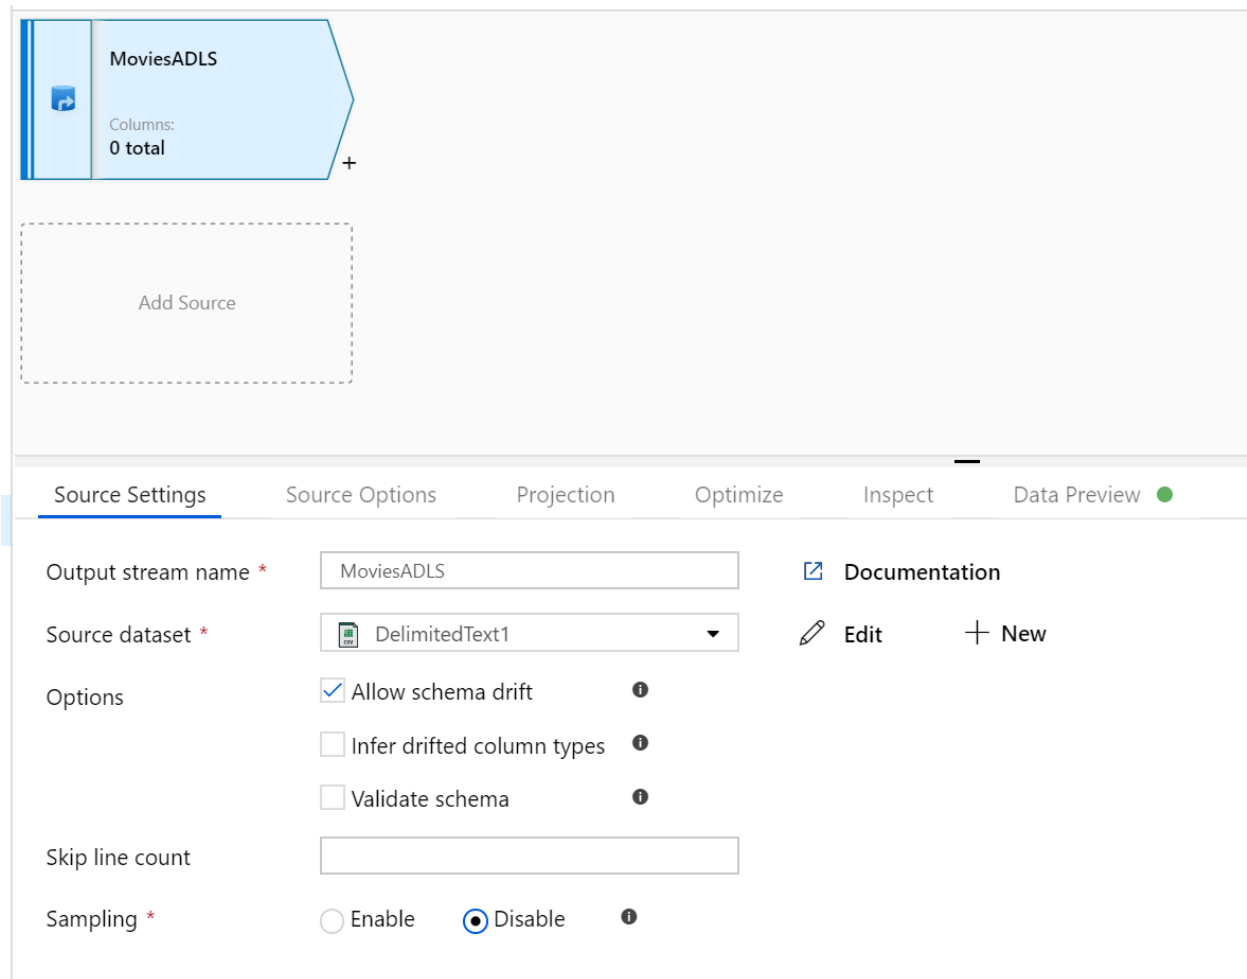 MoviesADLS
Columns:
0 total
+
Add Source
Source Settings Source Options Projection Optimize Inspect Data Preview
Output stream name * MoviesADLS Documentation
Source dataset * CSV DelimitedText1 Edit + New
Options Allow schema drift
Infer drifted column types
Validate schema
Skip line count
Sampling * Enable Disable